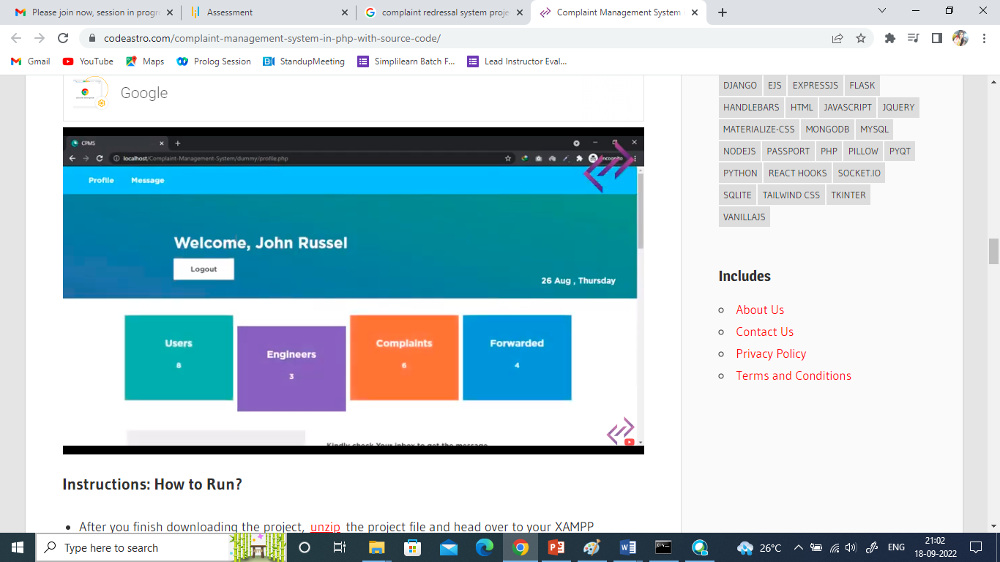 Please join now, session in progr
Assessment
complaint redressal system proje
Complaint Management System
codeastro.com/complaint-management-system-in-php-with-source-code/
Gmail
YouTube
Maps
Prolog Session
StandupMeeting
Simplilearn Batch F...
Lead Instructor Eval...
Google
CPMS
localhost/Complaint-Management-System/dummy/profile.php
Incognito
Profile Message
Welcome, John Russel
Logout
26 Aug , Thursday
Users
8
Engineers
3
Complaints
6
Forwarded
4
Kindly check Your inbox to get the message
Instructions: How to Run?
After you finish downloading the project, unzip the project file and head over to your XAMPP
DJANGO EJS EXPRESSJS FLASK
HANDLEBARS HTML JAVASCRIPT JQUERY
MATERIALIZE-CSS MONGODB MYSQL
NODEJS PASSPORT PHP PILLOW PYQT
PYTHON REACT HOOKS SOCKET.IO
SQLITE TAILWIND CSS TKINTER
VANILLAJS
Includes
About Us
Contact Us
Privacy Policy
Terms and Conditions
Type here to search
26°C
ENG
21:02
18-09-2022